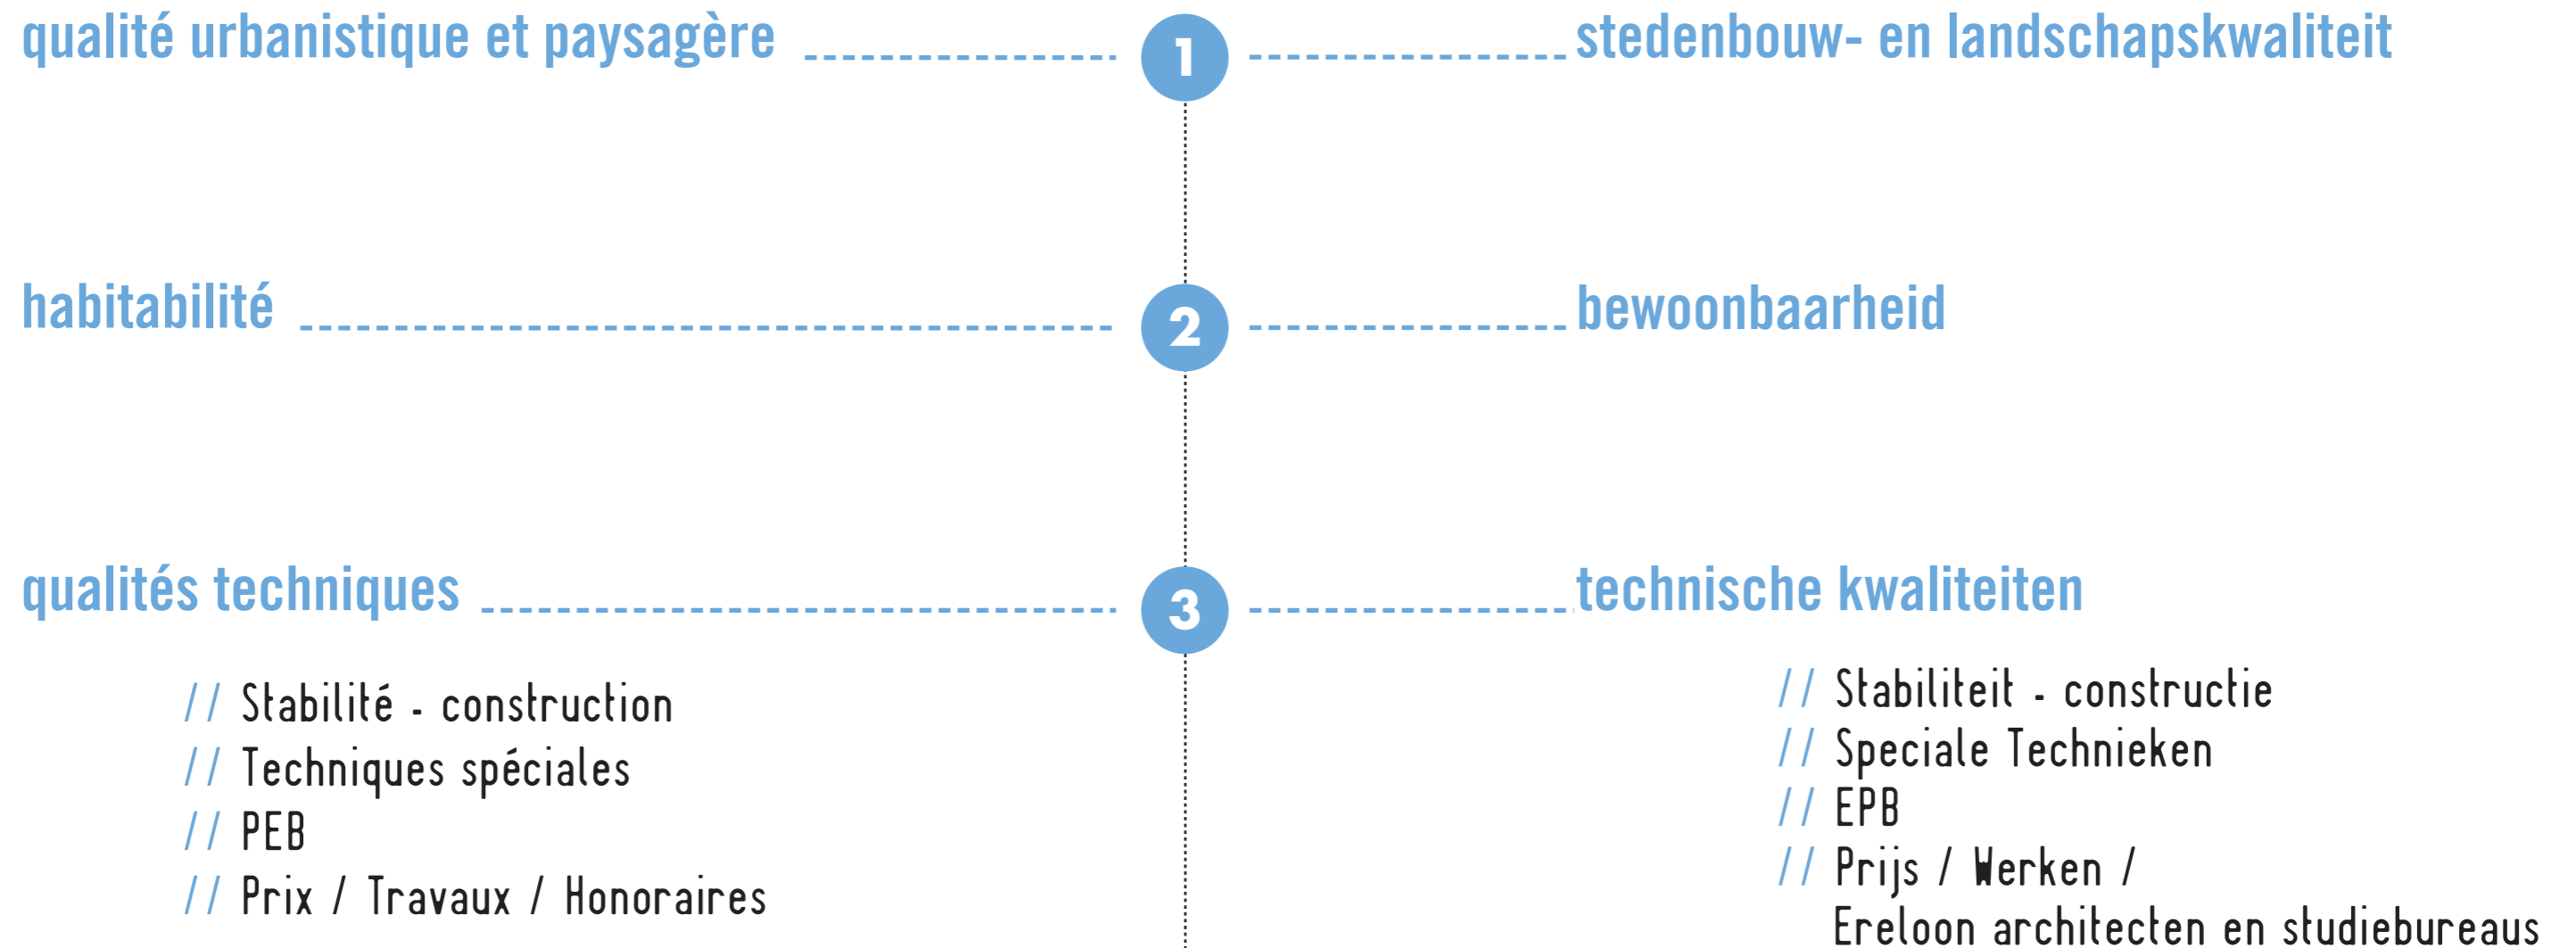 qualité urbanistique et paysagère 1 stedenbouw- en landschapskwaliteit
habitabilité 2 bewoonbaarheid
qualités techniques 3 technische kwaliteiten
// Stabilité - construction
// Techniques spéciales
// PEB
// Prix / Travaux / Honoraires
// Stabiliteit - constructie
// Speciale Technieken
// EPB
// Prijs / Werken /
Ereloon architecten en studiebureaus